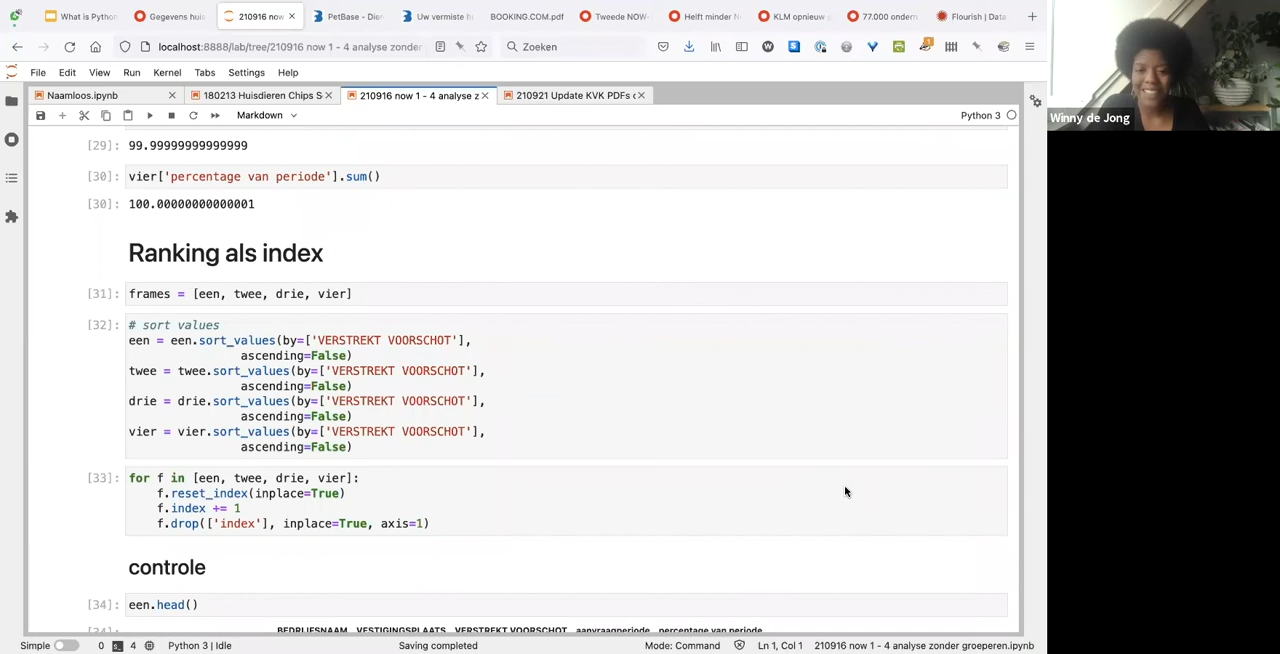 What is Python
Gegevens huis
210916 now
PetBase - Die
Uw vermiste h
BOOKING.COM.pdf
Tweede NOW-
Helft minder N
KLM opnieuw
77.000 ondern
Flourish | Data
localhost:8888/lab/tree/210916 now 1 - 4 analyse zonder
Zoeken
File Edit View Run Kernel Tabs Settings Help
Naamloos.ipynb
180213 Huisdieren Chips S
210916 now 1 - 4 analyse z
210921 Update KVK PDFs
Markdown
Python 3
[29]: 99.99999999999999
[30]: vier['percentage van periode'].sum()
[30]: 100.00000000000001
Ranking als index
[31]: frames = [een, twee, drie, vier]
[32]: # sort values
een = een.sort_values(by=['VERSTREKT VOORSCHOT'],
ascending=False)
twee = twee.sort_values(by=['VERSTREKT VOORSCHOT'],
ascending=False)
drie = drie.sort_values(by=['VERSTREKT VOORSCHOT'],
ascending=False)
vier = vier.sort_values(by=['VERSTREKT VOORSCHOT'],
ascending=False)
[33]: for f in [een, twee, drie, vier]:
f.reset_index(inplace=True)
f.index += 1
f.drop(['index'], inplace=True, axis=1)
controle
[34]: een.head()
[34]: BEDRIJFSNAAM VESTIGINGSPLAATS VERSTREKT VOORSCHOT aanvraagperiode percentage van periode
Simple 0 4 Python 3 | Idle Saving completed Mode: Command Ln 1, Col 1 210916 now 1 - 4 analyse zonder groeperen.ipynb
Winny de Jong